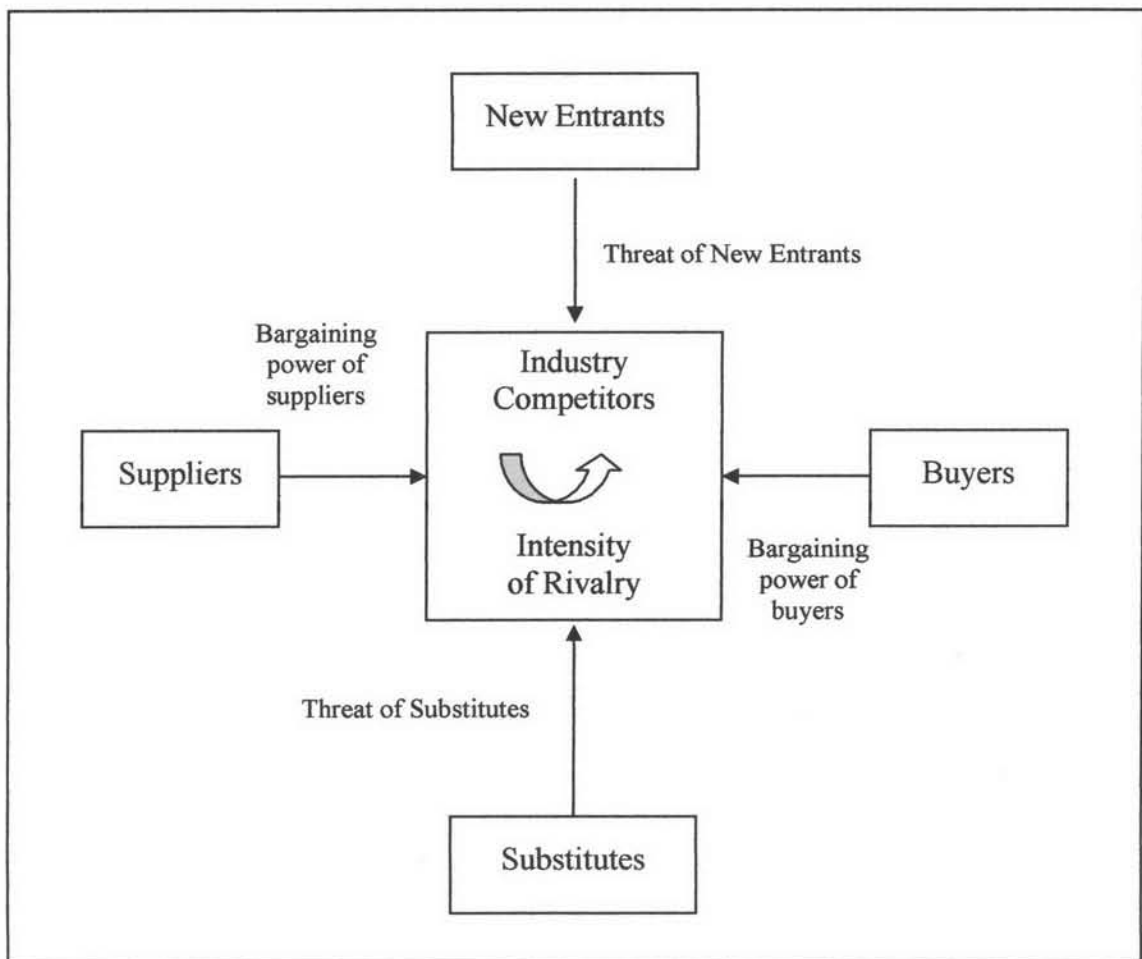 New Entrants
Threat of New Entrants
Bargaining
power of
suppliers
Industry
Competitors
Suppliers
Buyers
Intensity
of Rivalry
Bargaining
power of
buyers
Threat of Substitutes
Substitutes